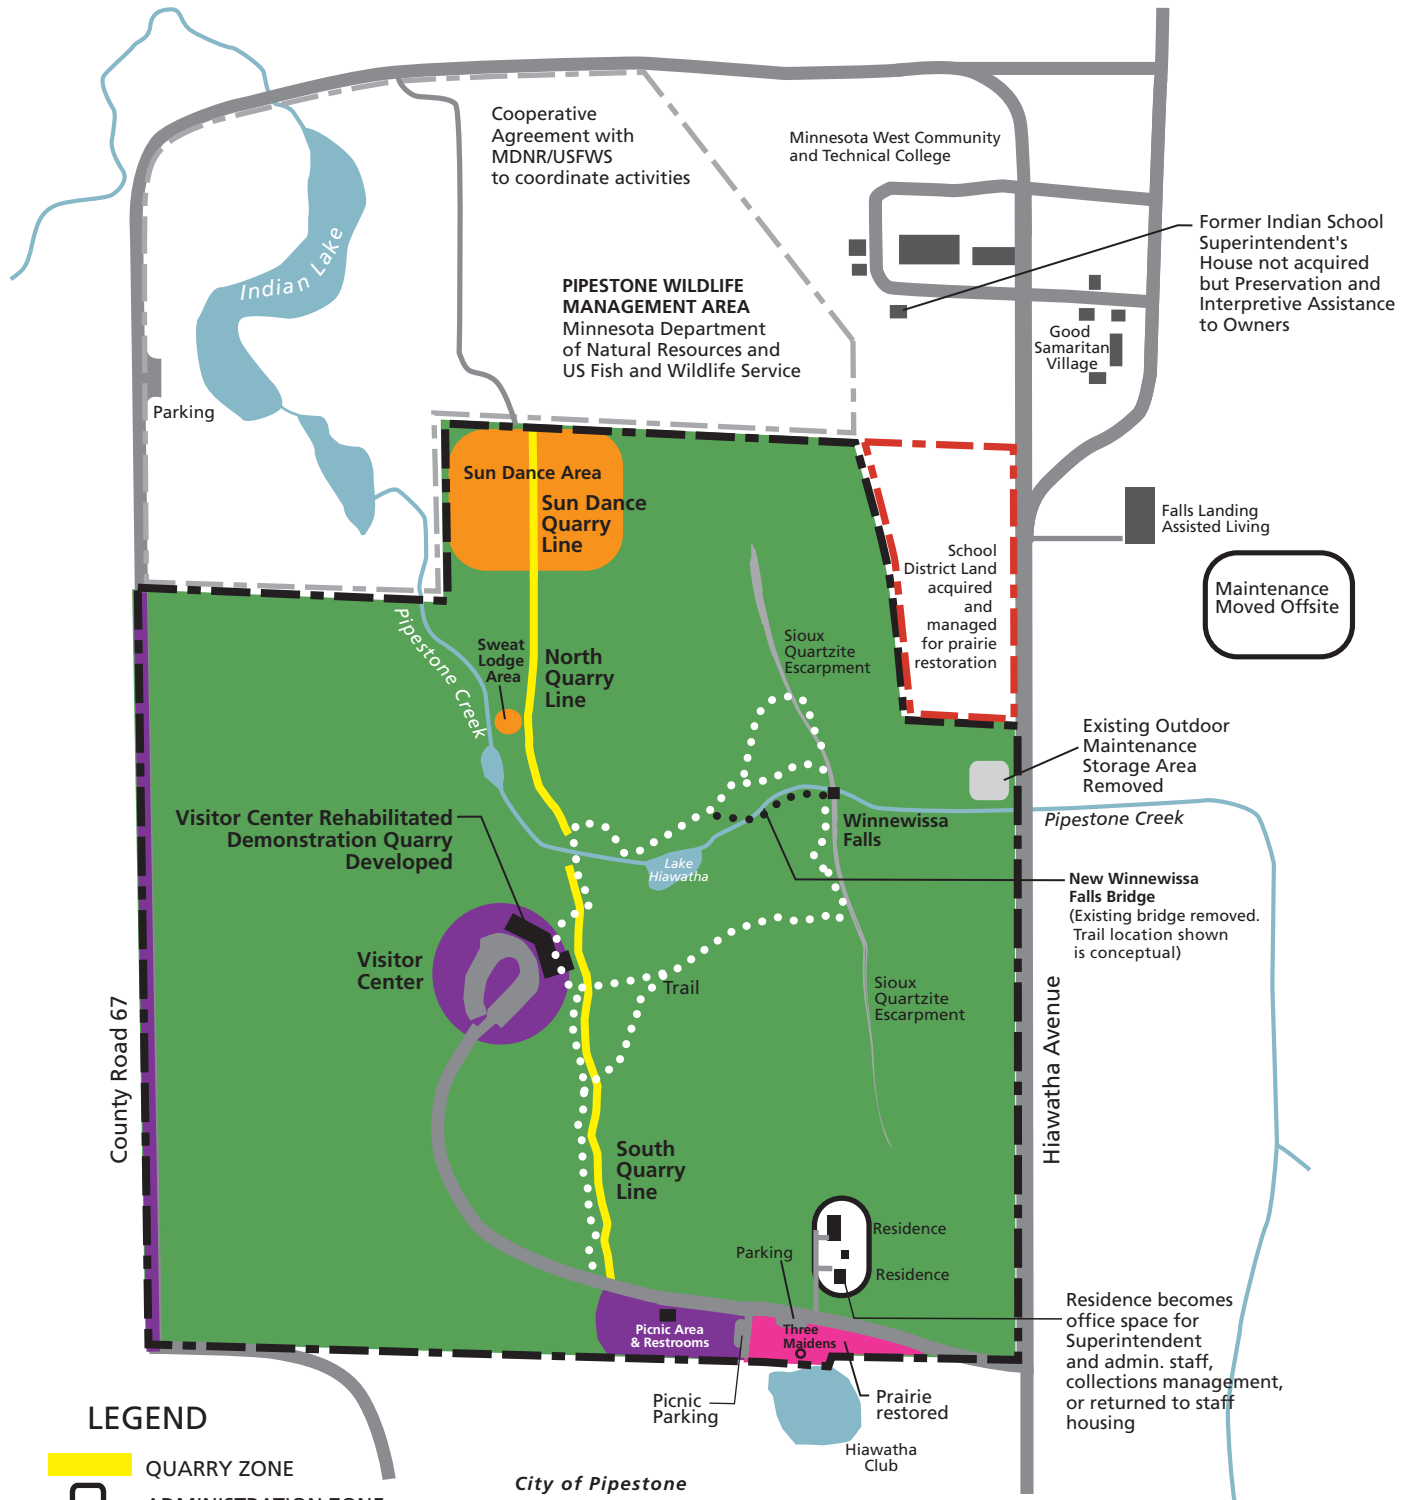 Cooperative
Agreement with
MDNR/USFWS
to coordinate activities
Minnesota West Community
and Technical College
Former Indian School
Superintendent's
House not acquired
but Preservation and
Interpretive Assistance
to Owners
Indian Lake
PIPESTONE WILDLIFE
MANAGEMENT AREA
Minnesota Department
of Natural Resources and
US Fish and Wildlife Service
Good
Samaritan
Village
Parking
Sun Dance Area
Sun Dance
Quarry
Line
Falls Landing
Assisted Living
School
District Land
acquired
and
managed
for prairie
restoration
Maintenance
Moved Offsite
Pipestone Creek
Sweat
Lodge
Area
North
Quarry
Line
Sioux
Quartzite
Escarpment
Existing Outdoor
Maintenance
Storage Area
Removed
Visitor Center Rehabilitated
Demonstration Quarry
Developed
Winnewissa
Falls
Pipestone Creek
Lake
Hiawatha
New Winnewissa
Falls Bridge
(Existing bridge removed.
Trail location shown
is conceptual)
Visitor
Center
Trail
Sioux
Quartzite
Escarpment
County Road 67
Hiawatha Avenue
South
Quarry
Line
Residence
Parking
Residence
Residence becomes
office space for
Superintendent
and admin. staff,
collections management,
or returned to staff
housing
Picnic Area
& Restrooms
Three
Maidens
Picnic
Parking
Prairie
restored
Hiawatha
Club
LEGEND
QUARRY ZONE
City of Pipestone
ADMINISTRATION ZONE